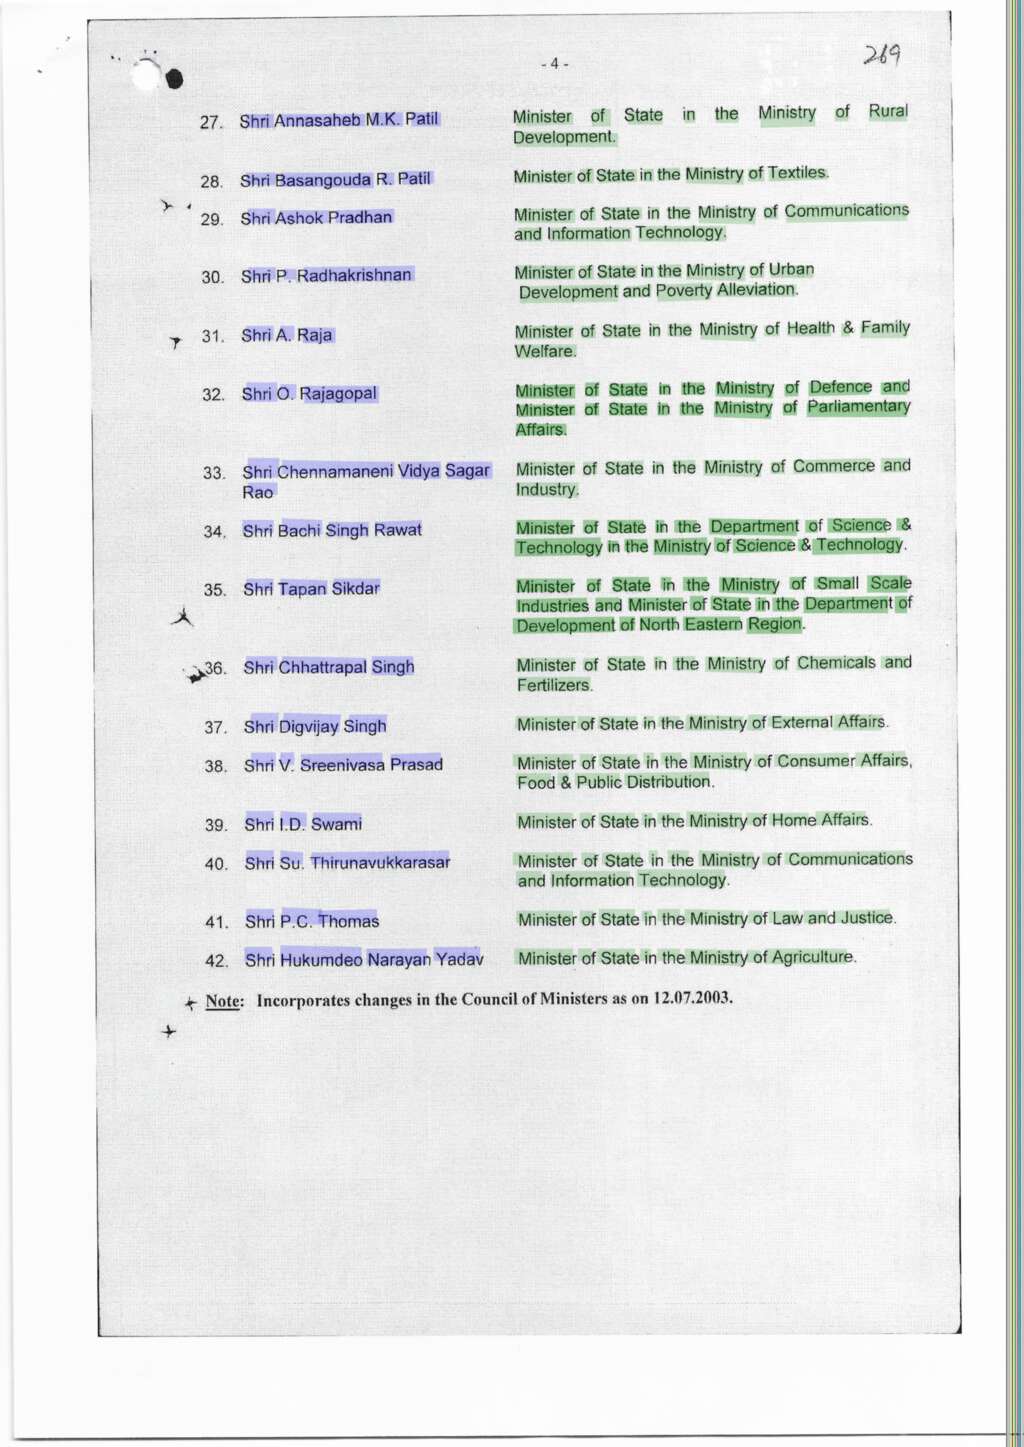 - 4 -
269
27. Shri Annasaheb M.K. Patil Minister of State in the Ministry of Rural
Development.
28. Shri Basangouda R. Patil Minister of State in the Ministry of Textiles.
29. Shri Ashok Pradhan Minister of State in the Ministry of Communications
and Information Technology.
30. Shri P. Radhakrishnan Minister of State in the Ministry of Urban
Development and Poverty Alleviation.
31. Shri A. Raja Minister of State in the Ministry of Health & Family
Welfare.
32. Shri O. Rajagopal Minister of State in the Ministry of Defence and
Minister of State in the Ministry of Parliamentary
Affairs.
33. Shri Chennamaneni Vidya Sagar Minister of State in the Ministry of Commerce and
Rao Industry.
34. Shri Bachi Singh Rawat Minister of State in the Department of Science &
Technology in the Ministry of Science & Technology.
35. Shri Tapan Sikdar Minister of State in the Ministry of Small Scale
Industries and Minister of State in the Department of
Development of North Eastern Region.
36. Shri Chhattrapal Singh Minister of State in the Ministry of Chemicals and
Fertilizers.
37. Shri Digvijay Singh Minister of State in the Ministry of External Affairs.
38. Shri V. Sreenivasa Prasad Minister of State in the Ministry of Consumer Affairs,
Food & Public Distribution.
39. Shri I.D. Swami Minister of State in the Ministry of Home Affairs.
40. Shri Su. Thirunavukkarasar Minister of State in the Ministry of Communications
and Information Technology.
41. Shri P.C. Thomas Minister of State in the Ministry of Law and Justice.
42. Shri Hukumdeo Narayan Yadav Minister of State in the Ministry of Agriculture.
Note: Incorporates changes in the Council of Ministers as on 12.07.2003.